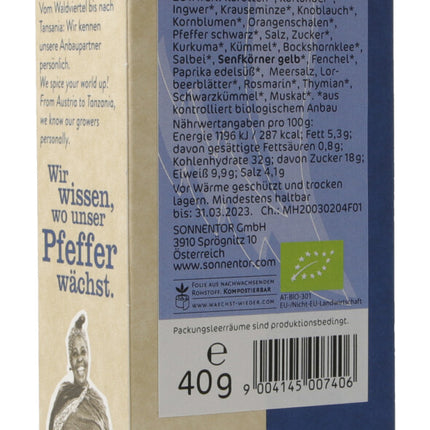 Vom Waldviertel bis nach
Tansania: Wir kennen
unsere Anbaupartner
persönlich.
We spice your world up!
From Austria to Tanzania,
we know our growers
personally.
Wir
wissen,
wo unser
Pfeffer
wächst.
Ingwer*, Krauseminze*, Knoblauch*,
Kornblumen*, Orangenschalen*,
Pfeffer schwarz*, Salz, Zucker*,
Kurkuma*, Kümmel*, Bockshornklee*,
Salbei*, Senfkörner gelb*, Fenchel*,
Paprika edelsüß*, Meersalz, Lor-
beerblätter*, Rosmarin*, Thymian*,
Schwarzkümmel*, Muskat*. *aus
kontrolliert biologischem Anbau
Nährwertangaben pro 100g:
Energie 1196 kJ / 287 kcal; Fett 5,3g;
davon gesättigte Fettsäuren 0,8g;
Kohlenhydrate 32g; davon Zucker 18g;
Eiweiß 9,9g; Salz 4,1g
Vor Wärme geschützt und trocken
lagern. Mindestens haltbar
bis: 31.03.2023. Ch.: MH20030204F01
SONNENTOR GmbH
3910 Sprögnitz 10
Österreich
www.sonnentor.com
FOLIE AUS NACHWACHSENDEN
ROHSTOFF. KOMPOSTIERBAR
WWW.WAECHST-WIEDER.COM
AT-BIO-301
EU-/Nicht-EU-Landwirtschaft
Packungsleerräume sind produktionsbedingt.
e
40g
9 004145 007406